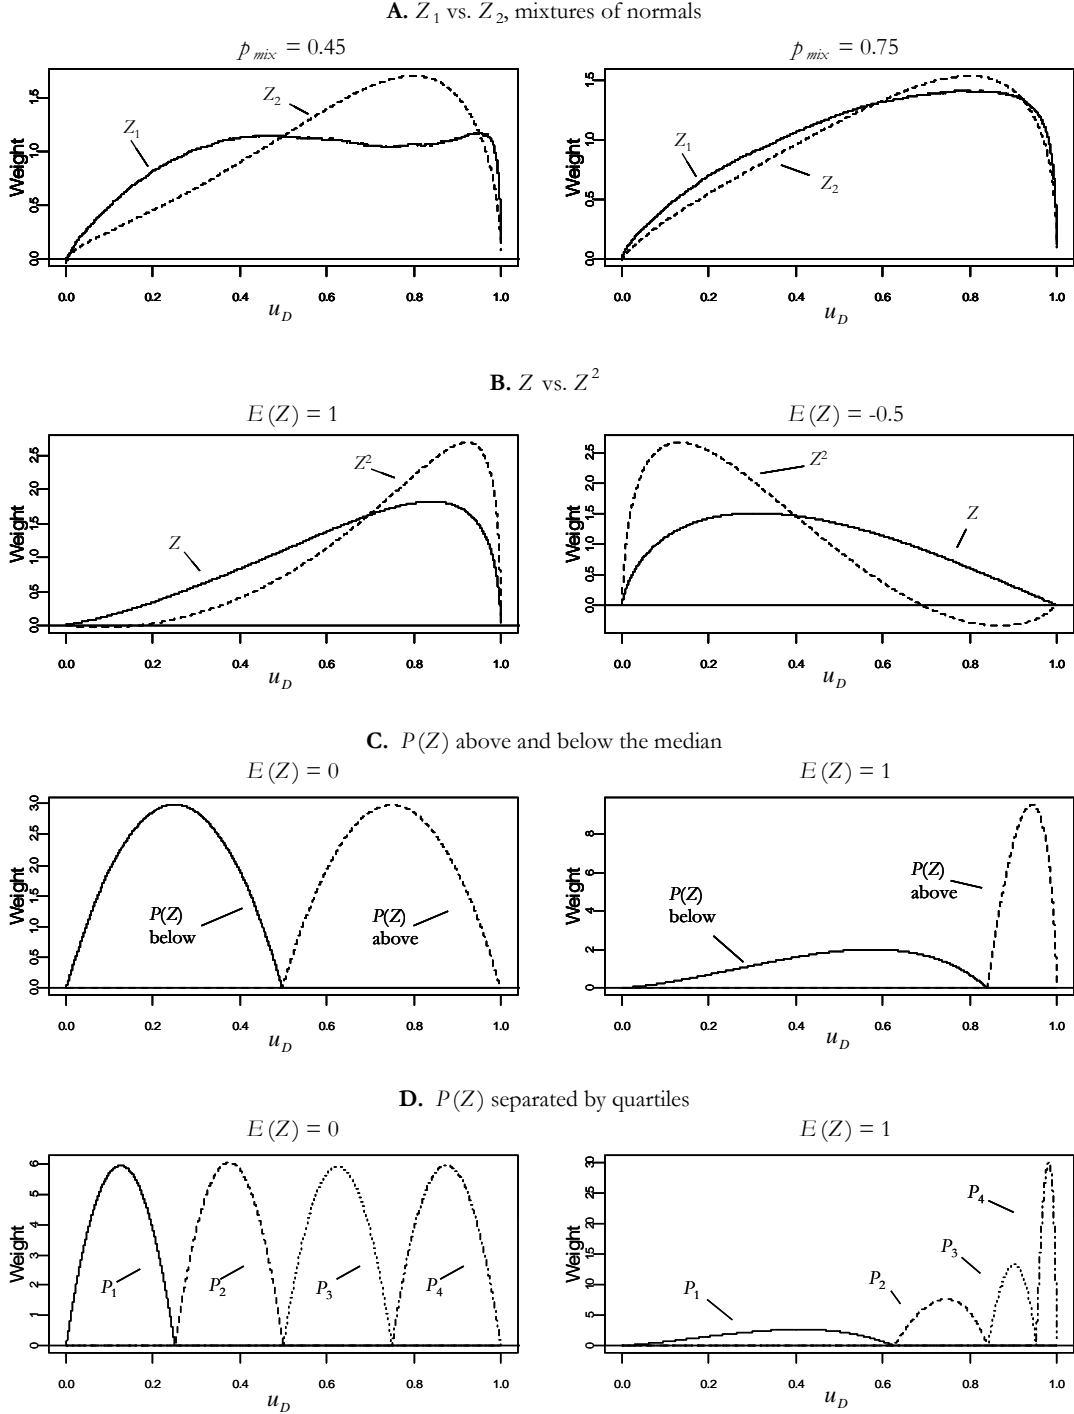 A. Z1 vs. Z2, mixtures of normals
pmix = 0.45
pmix = 0.75
Weight
0.0 0.5 1.0 1.5
Z1
Z2
0.0 0.2 0.4 0.6 0.8 1.0
uD
Weight
0.0 0.5 1.0 1.5
Z1
Z2
0.0 0.2 0.4 0.6 0.8 1.0
uD
B. Z vs. Z2
E(Z) = 1
E(Z) = -0.5
Weight
0.0 0.5 1.0 1.5 2.0 2.5
Z2
Z
0.0 0.2 0.4 0.6 0.8 1.0
uD
Weight
0.0 0.5 1.0 1.5 2.0 2.5
Z2
Z
0.0 0.2 0.4 0.6 0.8 1.0
uD
C. P(Z) above and below the median
E(Z) = 0
E(Z) = 1
Weight
0.0 0.5 1.0 1.5 2.0 2.5 3.0
P(Z)
below
P(Z)
above
0.0 0.2 0.4 0.6 0.8 1.0
uD
Weight
0 2 4 6 8
P(Z)
below
P(Z)
above
0.0 0.2 0.4 0.6 0.8 1.0
uD
D. P(Z) separated by quartiles
E(Z) = 0
E(Z) = 1
Weight
0 1 2 3 4 5 6
P1
P2
P3
P4
0.0 0.2 0.4 0.6 0.8 1.0
uD
Weight
0 5 10 15 20 25 30
P1
P2
P3
P4
0.0 0.2 0.4 0.6 0.8 1.0
uD